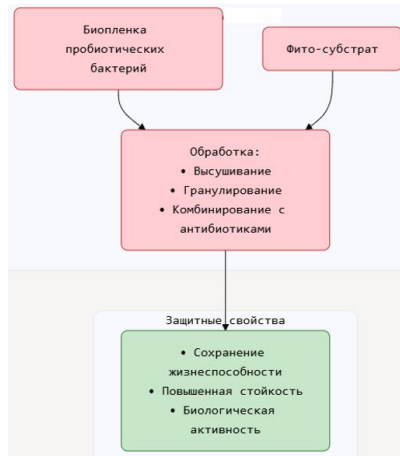 Биопленка
пробиотических
бактерий
Фито-субстрат
Обработка:
• Высушивание
• Гранулирование
• Комбинирование с
антибиотиками
Защитные свойства
• Сохранение
жизнеспособности
• Повышенная стойкость
• Биологическая
активность